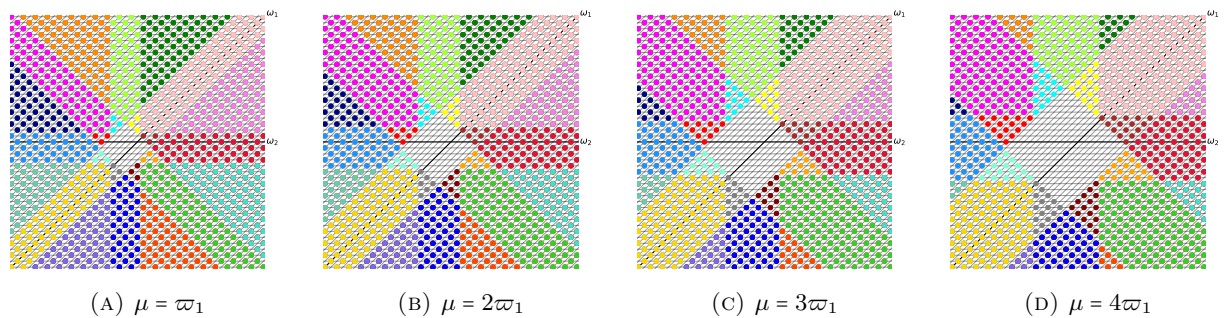 ω₁ ω₁ ω₁ ω₁
ω₂ ω₂ ω₂ ω₂
(A) μ = ϖ₁ (B) μ = 2ϖ₁ (C) μ = 3ϖ₁ (D) μ = 4ϖ₁